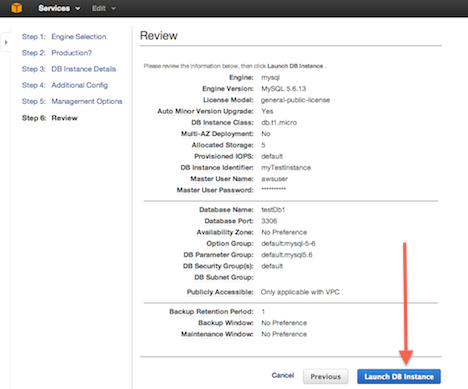 Services Edit
Review
Step 1: Engine Selection
Step 2: Production?
Step 3: DB Instance Details
Step 4: Additional Config
Step 5: Management Options
Step 6: Review
Please review the information below, then click Launch DB Instance .
Engine: mysql
Engine Version: MySQL 5.6.13
License Model: general-public-license
Auto Minor Version Upgrade: Yes
DB Instance Class: db.t1.micro
Multi-AZ Deployment: No
Allocated Storage: 5
Provisioned IOPS: default
DB Instance Identifier: myTestInstance
Master User Name: awsuser
Master User Password: **********
Database Name: testDb1
Database Port: 3306
Availability Zone: No Preference
Option Group: default:mysql-5-6
DB Parameter Group: default.mysql5.6
DB Security Group(s): default
DB Subnet Group:
Publicly Accessible: Only applicable with VPC
Backup Retention Period: 1
Backup Window: No Preference
Maintenance Window: No Preference
Cancel Previous Launch DB Instance